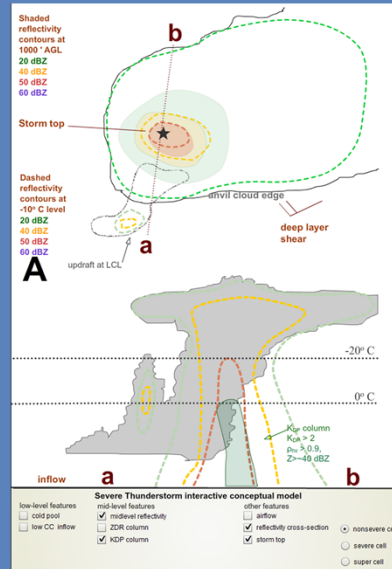 Shaded
reflectivity
contours at
1000 ' AGL
20 dBZ
40 dBZ
50 dBZ
60 dBZ
b
Storm top
Dashed
reflectivity
contours at
-10° C level
20 dBZ
40 dBZ
50 dBZ
60 dBZ
anvil cloud edge
deep layer
shear
a
A
updraft at LCL
-20° C
0° C
KDP column
KDR > 2
ρhv > 0.9,
Z>~40 dBZ
inflow
a
b
Severe Thunderstorm interactive conceptual model
low-level features
mid-level features
other features
cold pool
midlevel reflectivity
airflow
low CC inflow
ZDR column
reflectivity cross-section
nonsevere
KDP column
storm top
severe cell
super cell